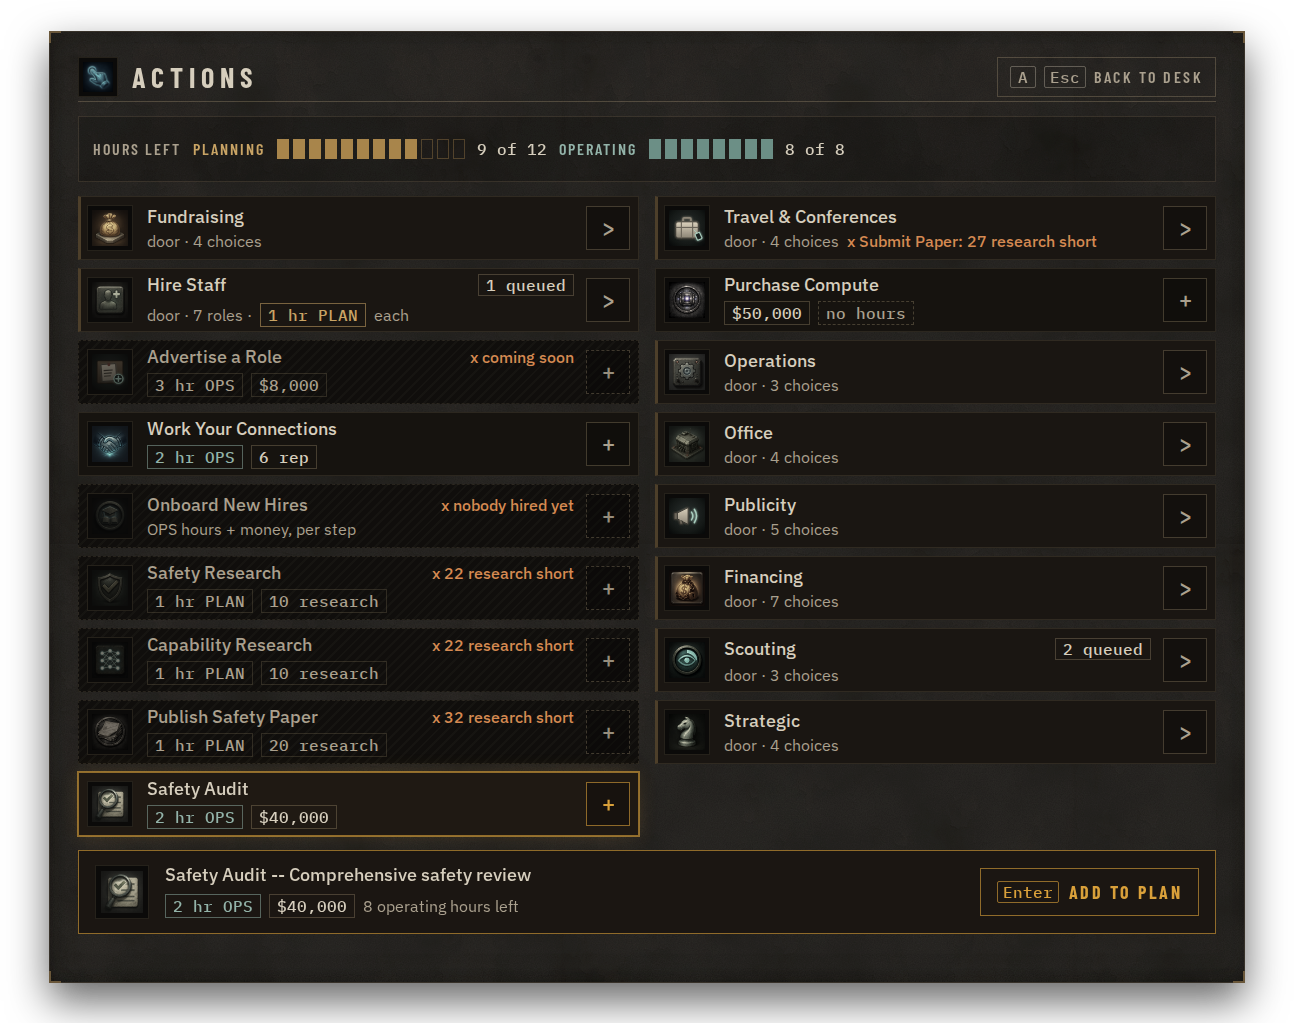 ACTIONS
A Esc BACK TO DESK
HOURS LEFT PLANNING 9 of 12 OPERATING 8 of 8
Fundraising
door · 4 choices
>
Hire Staff
1 queued
door · 7 roles · 1 hr PLAN each
>
Advertise a Role
x coming soon
3 hr OPS $8,000
+
Work Your Connections
2 hr OPS 6 rep
+
Onboard New Hires
x nobody hired yet
OPS hours + money, per step
+
Safety Research
x 22 research short
1 hr PLAN 10 research
+
Capability Research
x 22 research short
1 hr PLAN 10 research
+
Publish Safety Paper
x 32 research short
1 hr PLAN 20 research
+
Safety Audit
2 hr OPS $40,000
+
Travel & Conferences
door · 4 choices x Submit Paper: 27 research short
>
Purchase Compute
$50,000 no hours
+
Operations
door · 3 choices
>
Office
door · 4 choices
>
Publicity
door · 5 choices
>
Financing
door · 7 choices
>
Scouting
2 queued
door · 3 choices
>
Strategic
door · 4 choices
>
Safety Audit -- Comprehensive safety review
2 hr OPS $40,000 8 operating hours left
Enter ADD TO PLAN